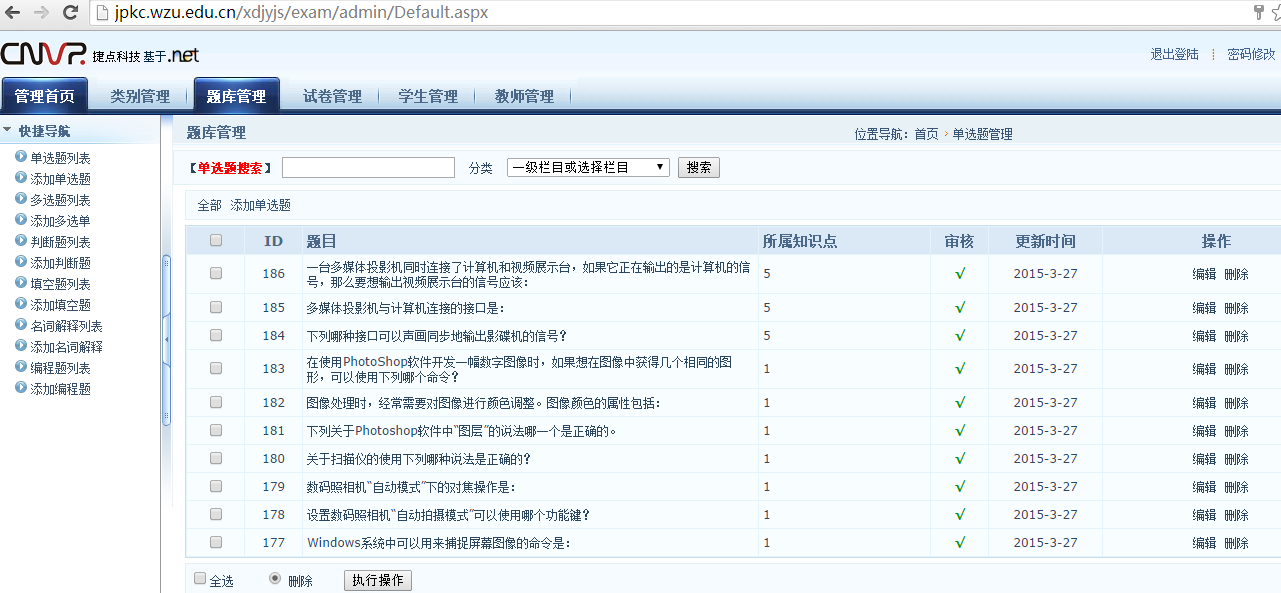 jpkc.wzu.edu.cn/xdjyjs/exam/admin/Default.aspx
CNVP. 捷点科技 基于.net
退出登陆 密码修改
管理首页 类别管理 题库管理 试卷管理 学生管理 教师管理
快捷导航
单选题列表
添加单选题
多选题列表
添加多选单
判断题列表
添加判断题
填空题列表
添加填空题
名词解释列表
添加名词解释
编程题列表
添加编程题
题库管理 位置导航：首页 › 单选题管理
【单选题搜索】 分类 一级栏目或选择栏目 搜索
全部 添加单选题
ID 题目 所属知识点 审核 更新时间 操作
186 一台多媒体投影机同时连接了计算机和视频展示台，如果它正在输出的是计算机的信 5 √ 2015-3-27 编辑 删除
号，那么要想输出视频展示台的信号应该：
185 多媒体投影机与计算机连接的接口是： 5 √ 2015-3-27 编辑 删除
184 下列哪种接口可以声画同步地输出影碟机的信号？ 5 √ 2015-3-27 编辑 删除
183 在使用PhotoShop软件开发一幅数字图像时，如果想在图像中获得几个相同的图 1 √ 2015-3-27 编辑 删除
形，可以使用下列哪个命令？
182 图像处理时，经常需要对图像进行颜色调整。图像颜色的属性包括： 1 √ 2015-3-27 编辑 删除
181 下列关于Photoshop软件中“图层”的说法哪一个是正确的。 1 √ 2015-3-27 编辑 删除
180 关于扫描仪的使用下列哪种说法是正确的？ 1 √ 2015-3-27 编辑 删除
179 数码照相机“自动模式”下的对焦操作是： 1 √ 2015-3-27 编辑 删除
178 设置数码照相机“自动拍摄模式”可以使用哪个功能键？ 1 √ 2015-3-27 编辑 删除
177 Windows系统中可以用来捕捉屏幕图像的命令是： 1 √ 2015-3-27 编辑 删除
全选 删除 执行操作